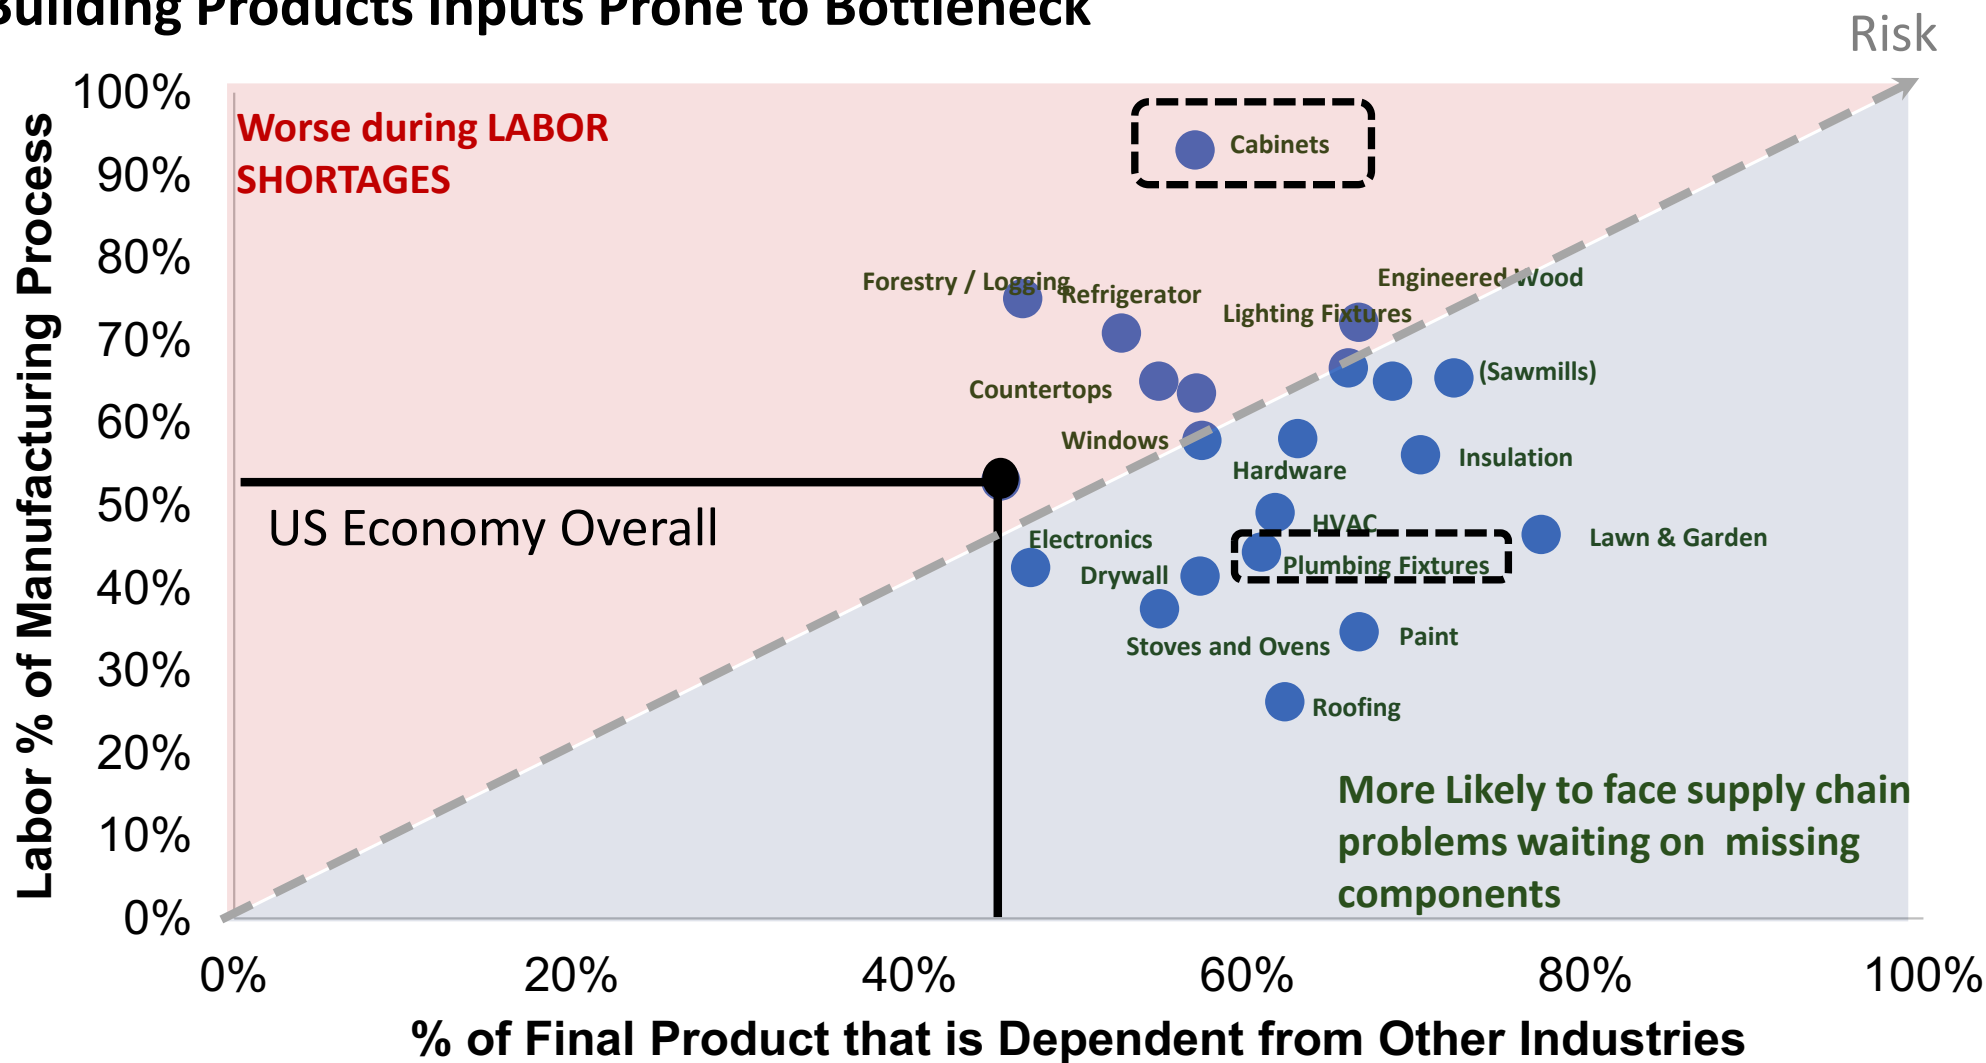 Building Products Inputs Prone to Bottleneck
Risk
100%
90%
80%
70%
60%
50%
40%
30%
20%
10%
0%
Labor % of Manufacturing Process
Worse during LABOR
SHORTAGES
Cabinets
Forestry / Logging
Refrigerator
Engineered Wood
Lighting Fixtures
Countertops
(Sawmills)
Windows
Hardware
Insulation
US Economy Overall
HVAC
Electronics
Lawn & Garden
Drywall
Plumbing Fixtures
Stoves and Ovens
Paint
Roofing
More Likely to face supply chain
problems waiting on missing
components
0%
20%
40%
60%
80%
100%
% of Final Product that is Dependent from Other Industries